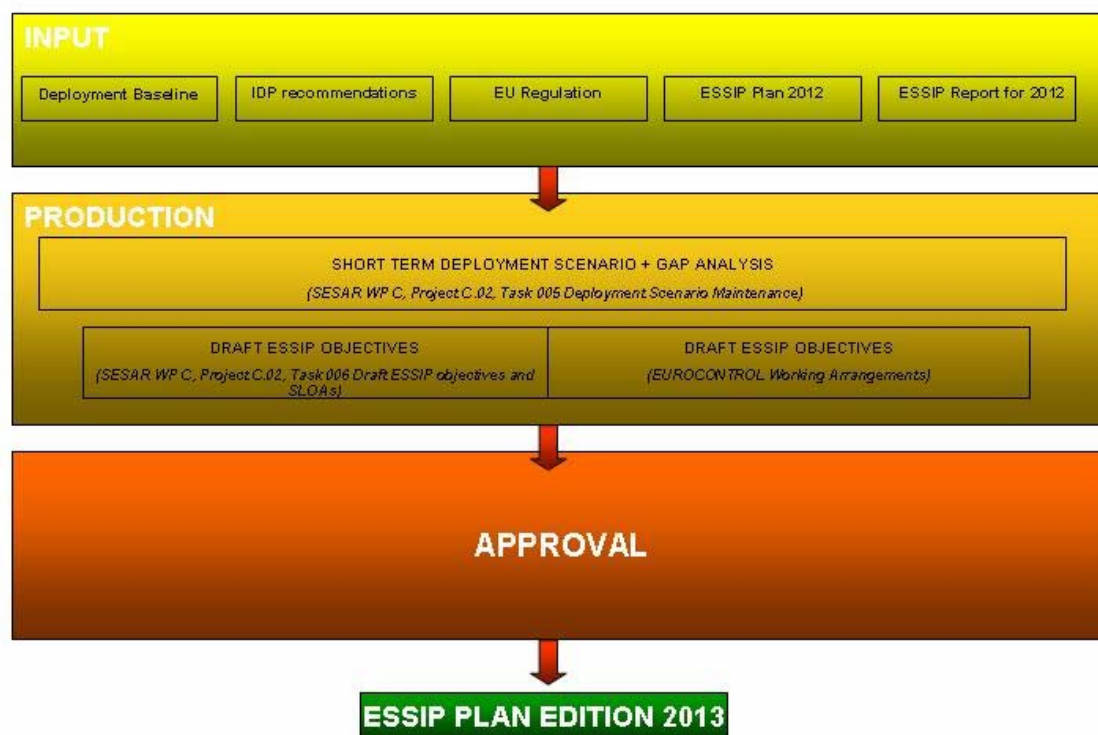 INPUT
Deployment Baseline
IDP recommendations
EU Regulation
ESSIP Plan 2012
ESSIP Report for 2012
PRODUCTION
SHORT TERM DEPLOYMENT SCENARIO + GAP ANALYSIS
(SESAR WP C, Project C.02, Task 005 Deployment Scenario Maintenance)
DRAFT ESSIP OBJECTIVES
(SESAR WP C, Project C.02, Task 006 Draft ESSIP objectives and
SLOAs)
DRAFT ESSIP OBJECTIVES
(EUROCONTROL Working Arrangements)
APPROVAL
ESSIP PLAN EDITION 2013